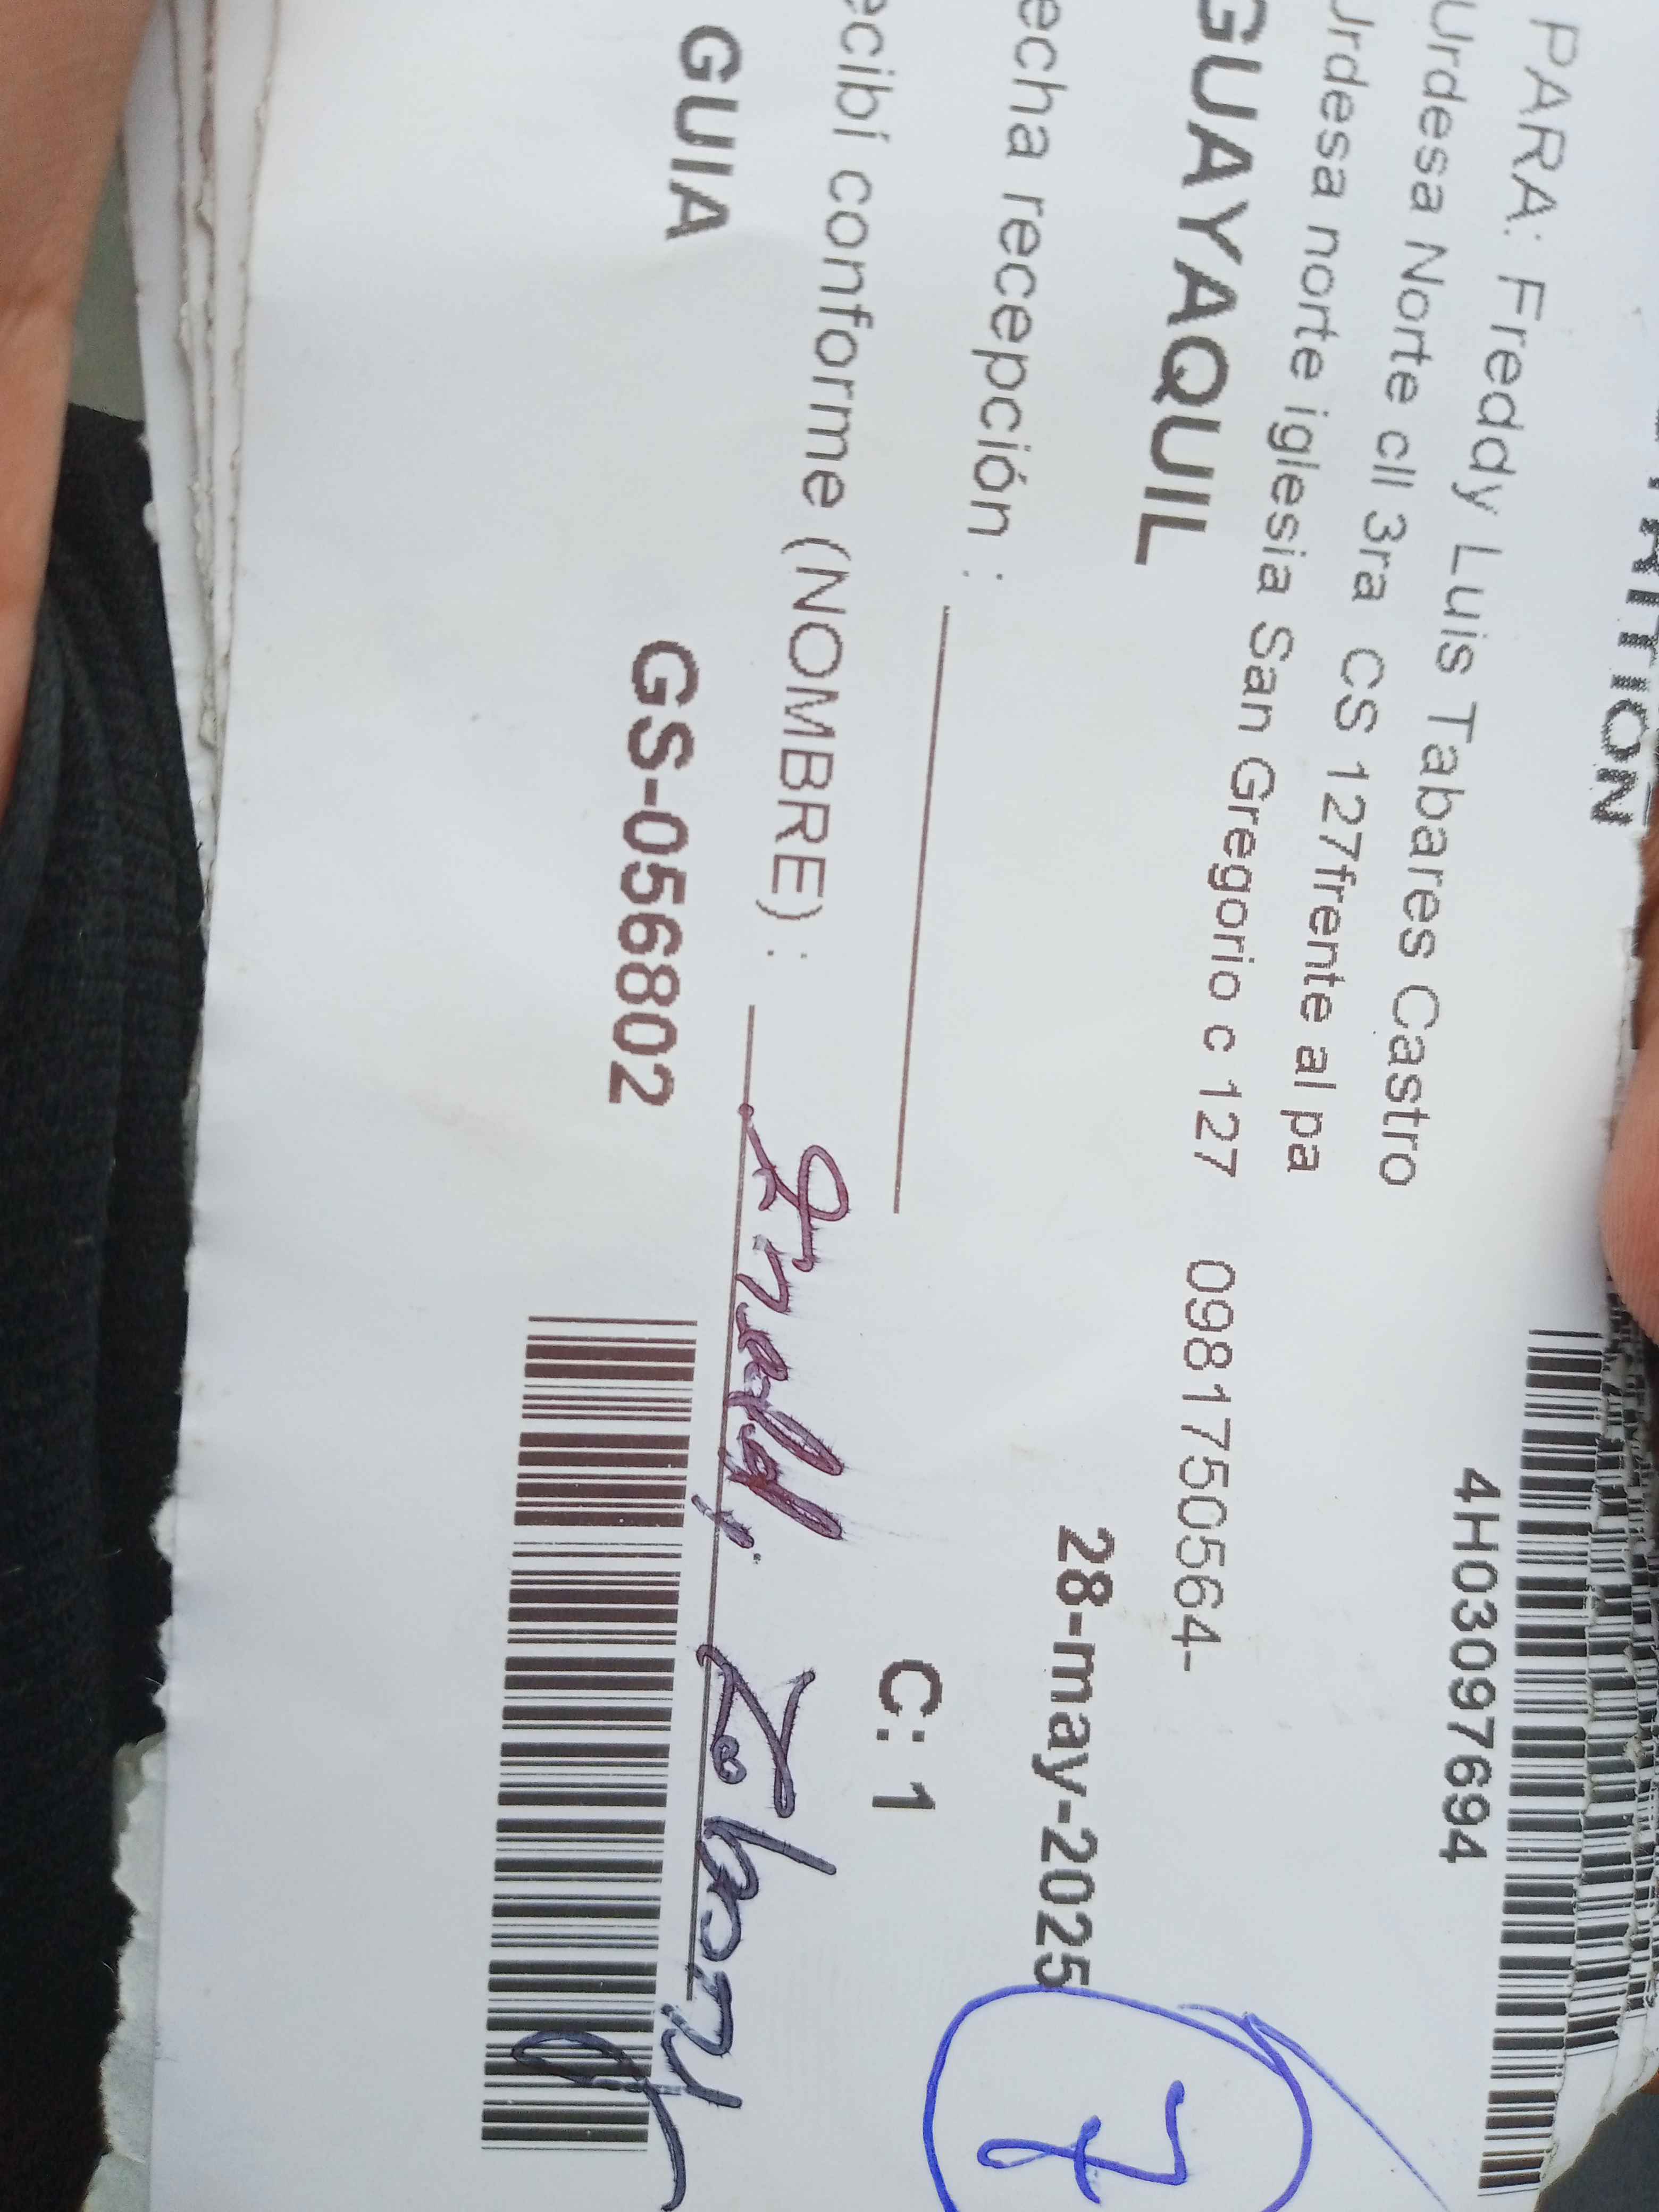 PARA: Freddy Luis Tabares Castro
4H03097694
Urdesa Norte cll 3ra CS 127frente al pa
Urdesa norte iglesia San Gregorio c 127 0981750564-
GUAYAQUIL
28-may-2025
echa recepción :
C: 1
ecibí conforme (NOMBRE) :
GUIA GS-056802
7